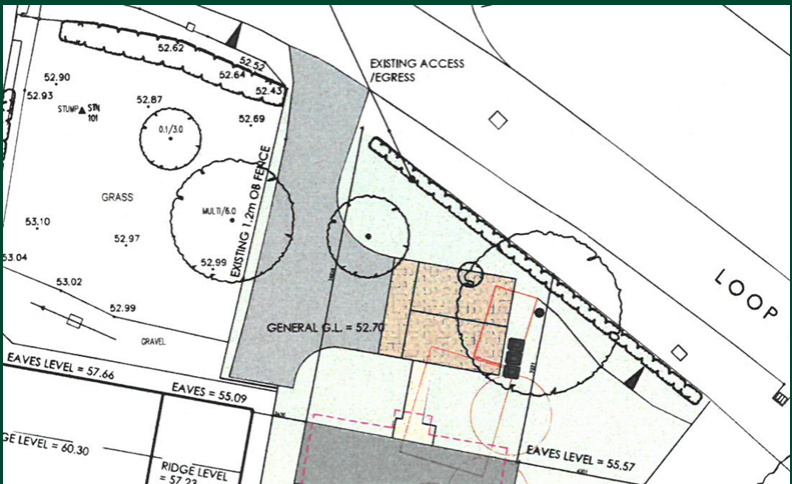 52.62
52.52
52.64
52.43
EXISTING ACCESS
/EGRESS
52.90
52.93
STUMP
STN
101
52.87
0.1/3.0
52.69
EXISTING 1.2m OB FENCE
GRASS
MULTI/6.0
53.10
52.97
52.99
53.04
53.02
52.99
LOOP
GENERAL G.L. = 52.70
GRAVEL
EAVES LEVEL = 57.66
EAVES = 55.09
GE LEVEL = 60.30
RIDGE LEVEL
= 57.23
EAVES LEVEL = 55.57